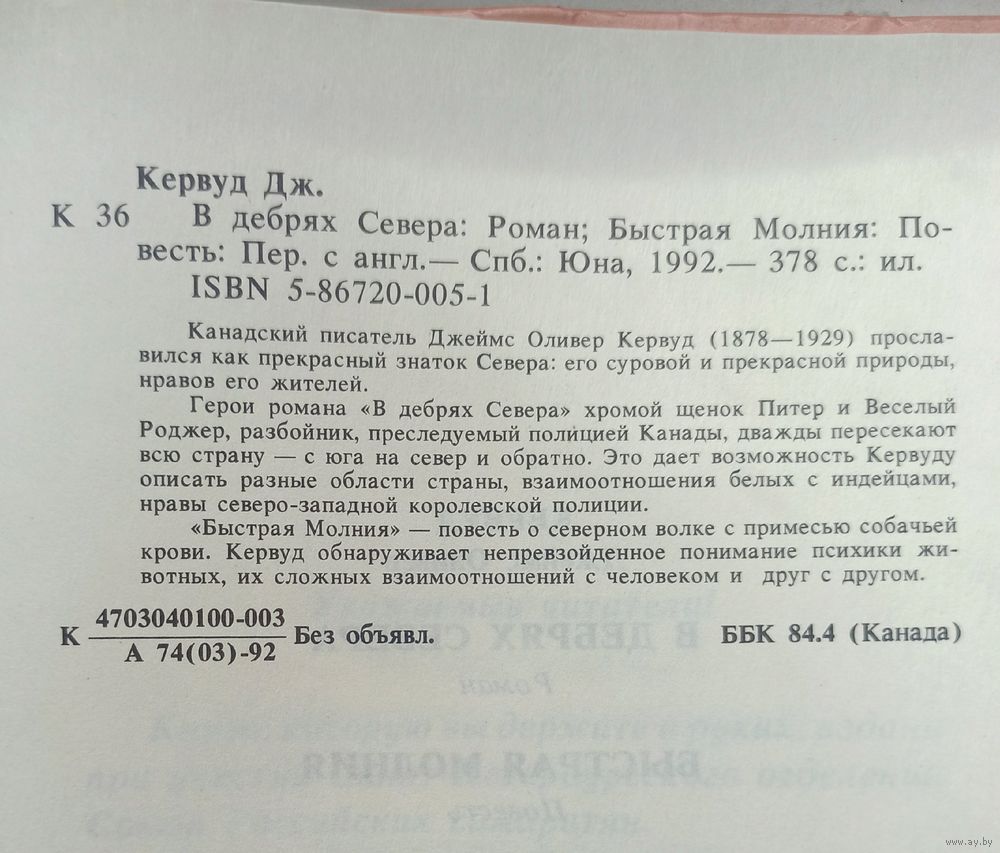 Кервуд Дж.
К 36 В дебрях Севера: Роман; Быстрая Молния: По-
весть: Пер. с англ.— Спб.: Юна, 1992.— 378 с.: ил.
ISBN 5-86720-005-1
Канадский писатель Джеймс Оливер Кервуд (1878—1929) просла-
вился как прекрасный знаток Севера: его суровой и прекрасной природы,
нравов его жителей.
Герои романа «В дебрях Севера» хромой щенок Питер и Веселый
Роджер, разбойник, преследуемый полицией Канады, дважды пересекают
всю страну — с юга на север и обратно. Это дает возможность Кервуду
описать разные области страны, взаимоотношения белых с индейцами,
нравы северо-западной королевской полиции.
«Быстрая Молния» — повесть о северном волке с примесью собачьей
крови. Кервуд обнаруживает непревзойденное понимание психики жи-
вотных, их сложных взаимоотношений с человеком и друг с другом.
4703040100-003
К Без объявл. ББК 84.4 (Канада)
А 74(03)-92
В ДЕБРЯХ СЕВЕРА
Роман
БЫСТРАЯ МОЛНИЯ
Повесть
www.ay.by